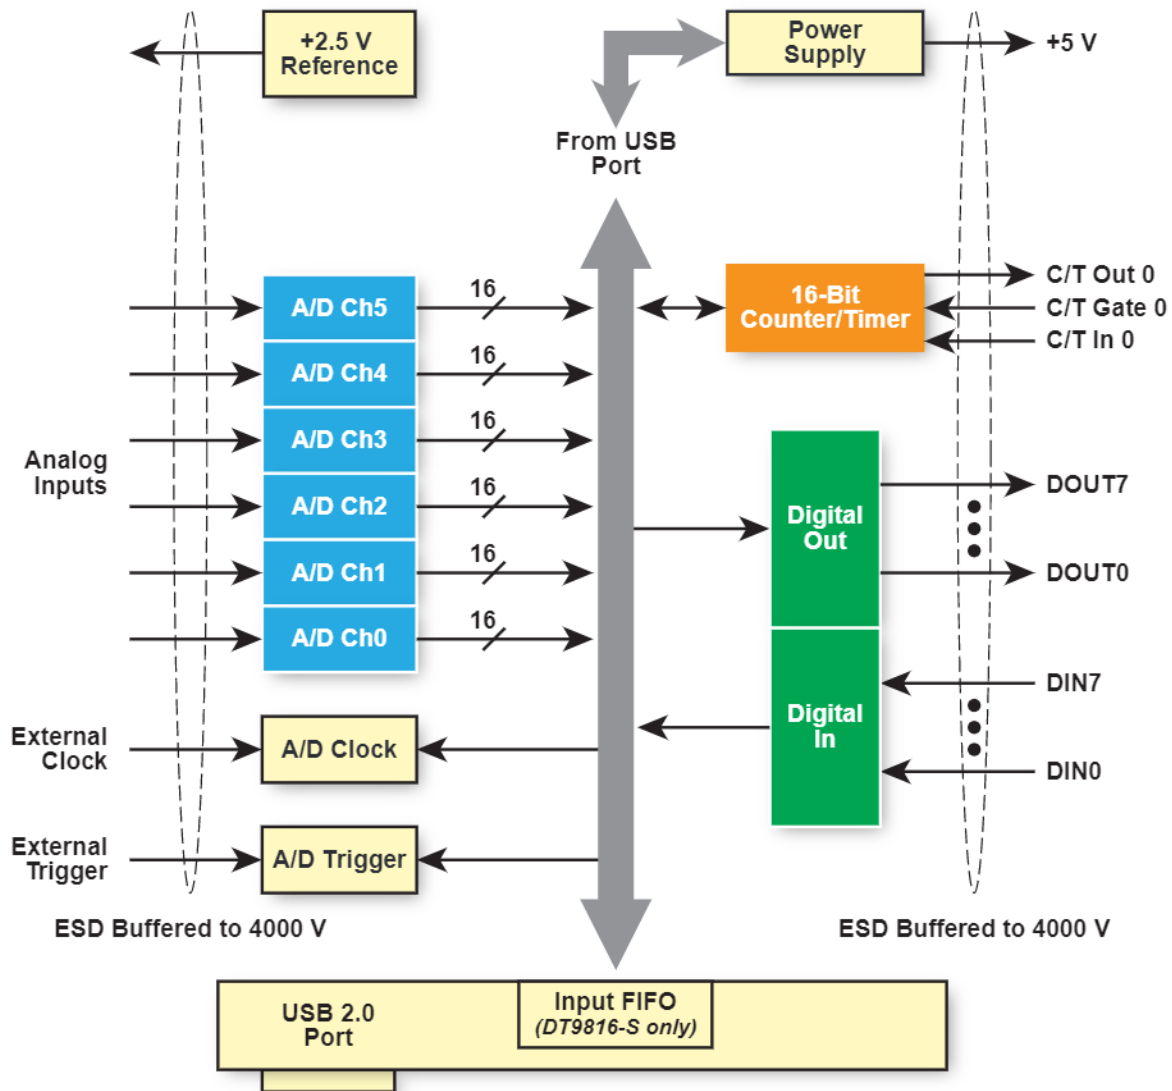 +2.5 V
Reference
Power
Supply
+5 V
From USB
Port
A/D Ch5
16
A/D Ch4
16
A/D Ch3
16
A/D Ch2
16
A/D Ch1
16
A/D Ch0
16
Analog
Inputs
16-Bit
Counter/Timer
C/T Out 0
C/T Gate 0
C/T In 0
Digital
Out
DOUT7
DOUT0
Digital
In
DIN7
DIN0
External
Clock
A/D Clock
External
Trigger
A/D Trigger
ESD Buffered to 4000 V
ESD Buffered to 4000 V
USB 2.0
Port
Input FIFO
(DT9816-S only)